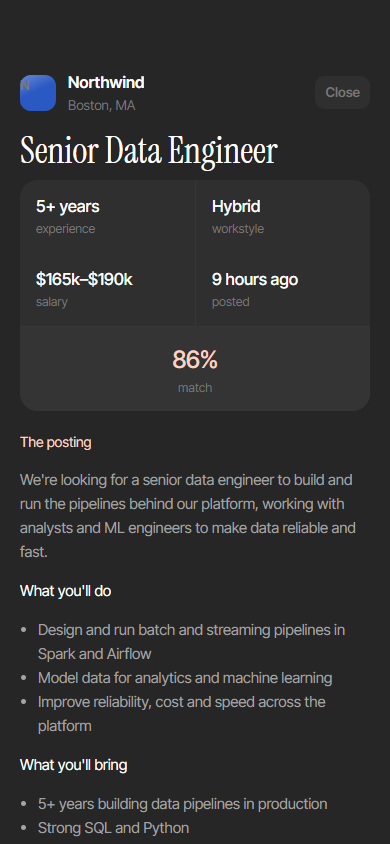 N
Northwind
Boston, MA
Close
Senior Data Engineer
5+ years
experience
Hybrid
workstyle
$165k–$190k
salary
9 hours ago
posted
86%
match
The posting
We're looking for a senior data engineer to build and
run the pipelines behind our platform, working with
analysts and ML engineers to make data reliable and
fast.
What you'll do
• Design and run batch and streaming pipelines in
Spark and Airflow
• Model data for analytics and machine learning
• Improve reliability, cost and speed across the
platform
What you'll bring
• 5+ years building data pipelines in production
• Strong SQL and Python